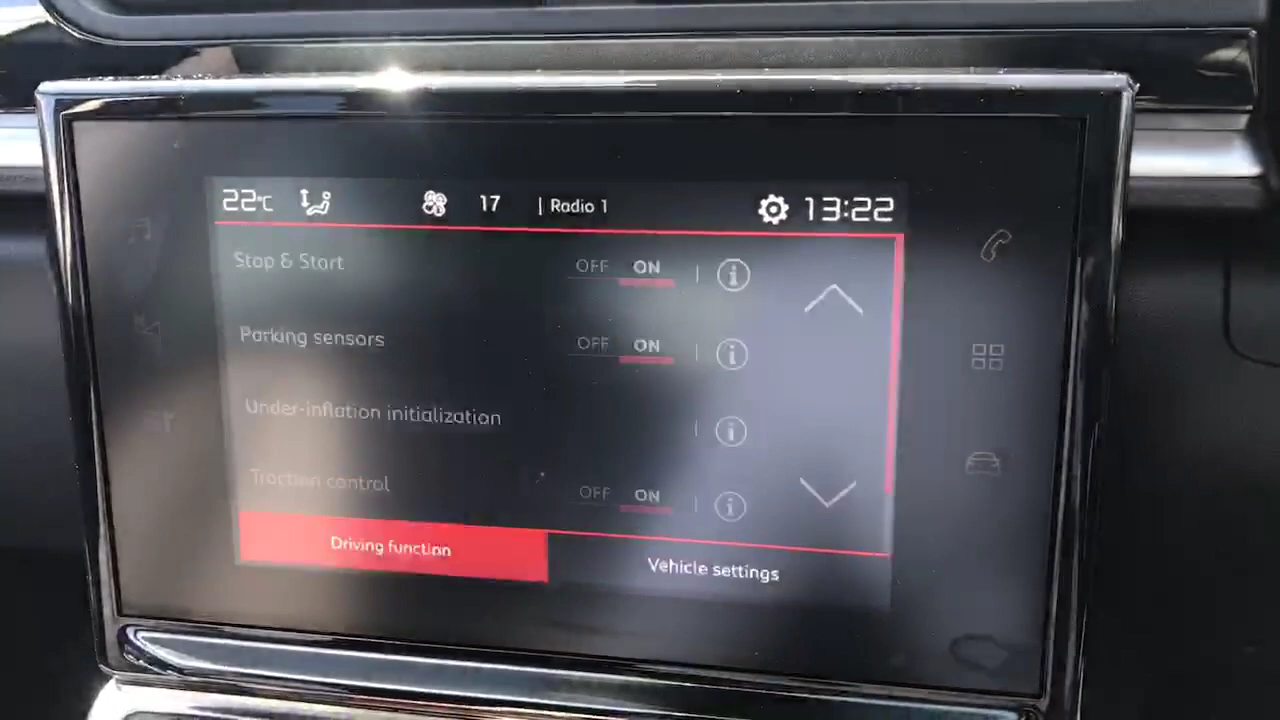 22°C 17 | Radio 1 13:22
Stop & Start OFF ON
Parking sensors OFF ON
Under-inflation initialization
Traction control OFF ON
Driving function Vehicle settings